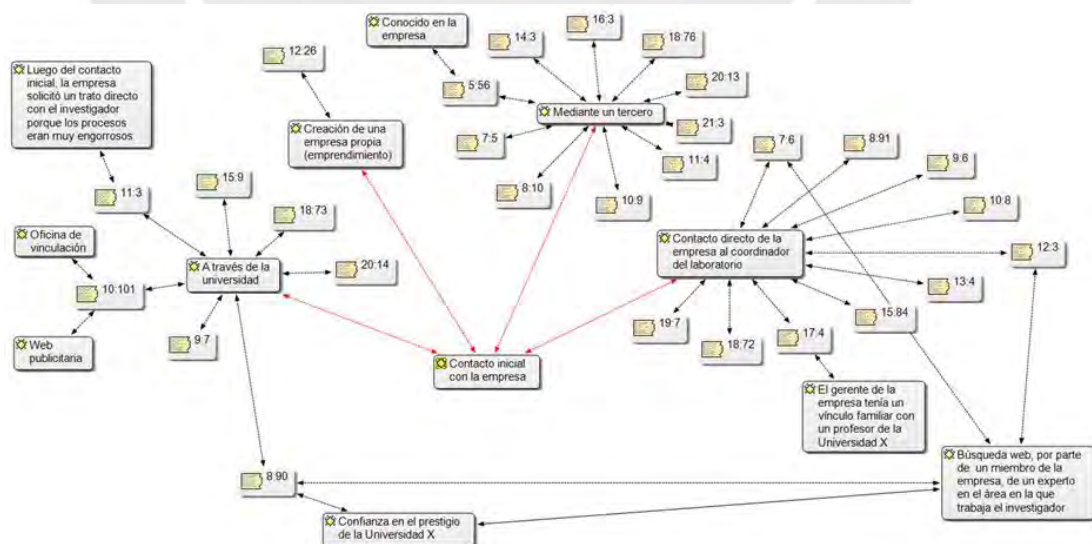 Conocido en la
empresa
16:3
14:3
18:76
12:26
Luego del contacto
inicial, la empresa
solicitó un trato directo
con el investigador
porque los procesos
eran muy engorrosos
5:56
20:13
Mediante un tercero
Creación de una
empresa propia
(emprendimiento)
7:5
21:3
7:6
8:91
11:4
9:6
8:10
10:9
11:3
15:9
10:8
18:73
Oficina de
vinculación
Contacto directo de la
empresa al coordinador
del laboratorio
12:3
A través de la
universidad
20:14
10:101
13:4
15:84
19:7
17:4
18:72
Web
publicitaria
9:7
Contacto inicial
con la empresa
El gerente de la
empresa tenía un
vínculo familiar con
un profesor de la
Universidad X
Búsqueda web, por parte
de un miembro de la
empresa, de un experto
en el área en la que
trabaja el investigador
8:90
Confianza en el prestigio
de la Universidad X